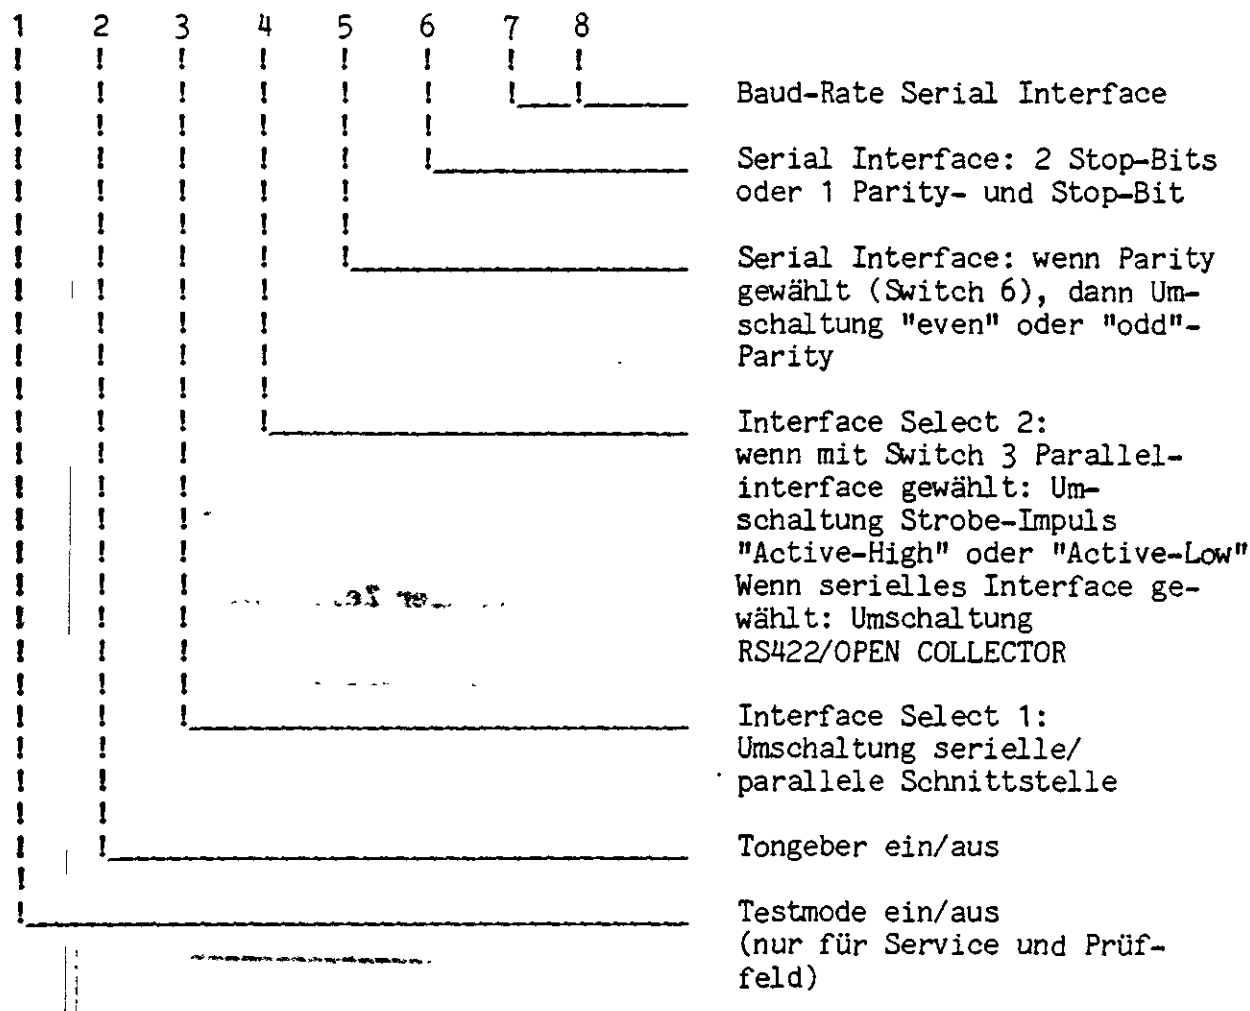 1 2 3 4 5 6 7 8
Baud-Rate Serial Interface
Serial Interface: 2 Stop-Bits
oder 1 Parity- und Stop-Bit
Serial Interface: wenn Parity
gewählt (Switch 6), dann Um-
schaltung "even" oder "odd"-
Parity
Interface Select 2:
wenn mit Switch 3 Parallel-
interface gewählt: Um-
schaltung Strobe-Impuls
"Active-High" oder "Active-Low"
Wenn serielles Interface ge-
wählt: Umschaltung
RS422/OPEN COLLECTOR
Interface Select 1:
Umschaltung serielle/
parallele Schnittstelle
Tongeber ein/aus
Testmode ein/aus
(nur für Service und Prüf-
feld)